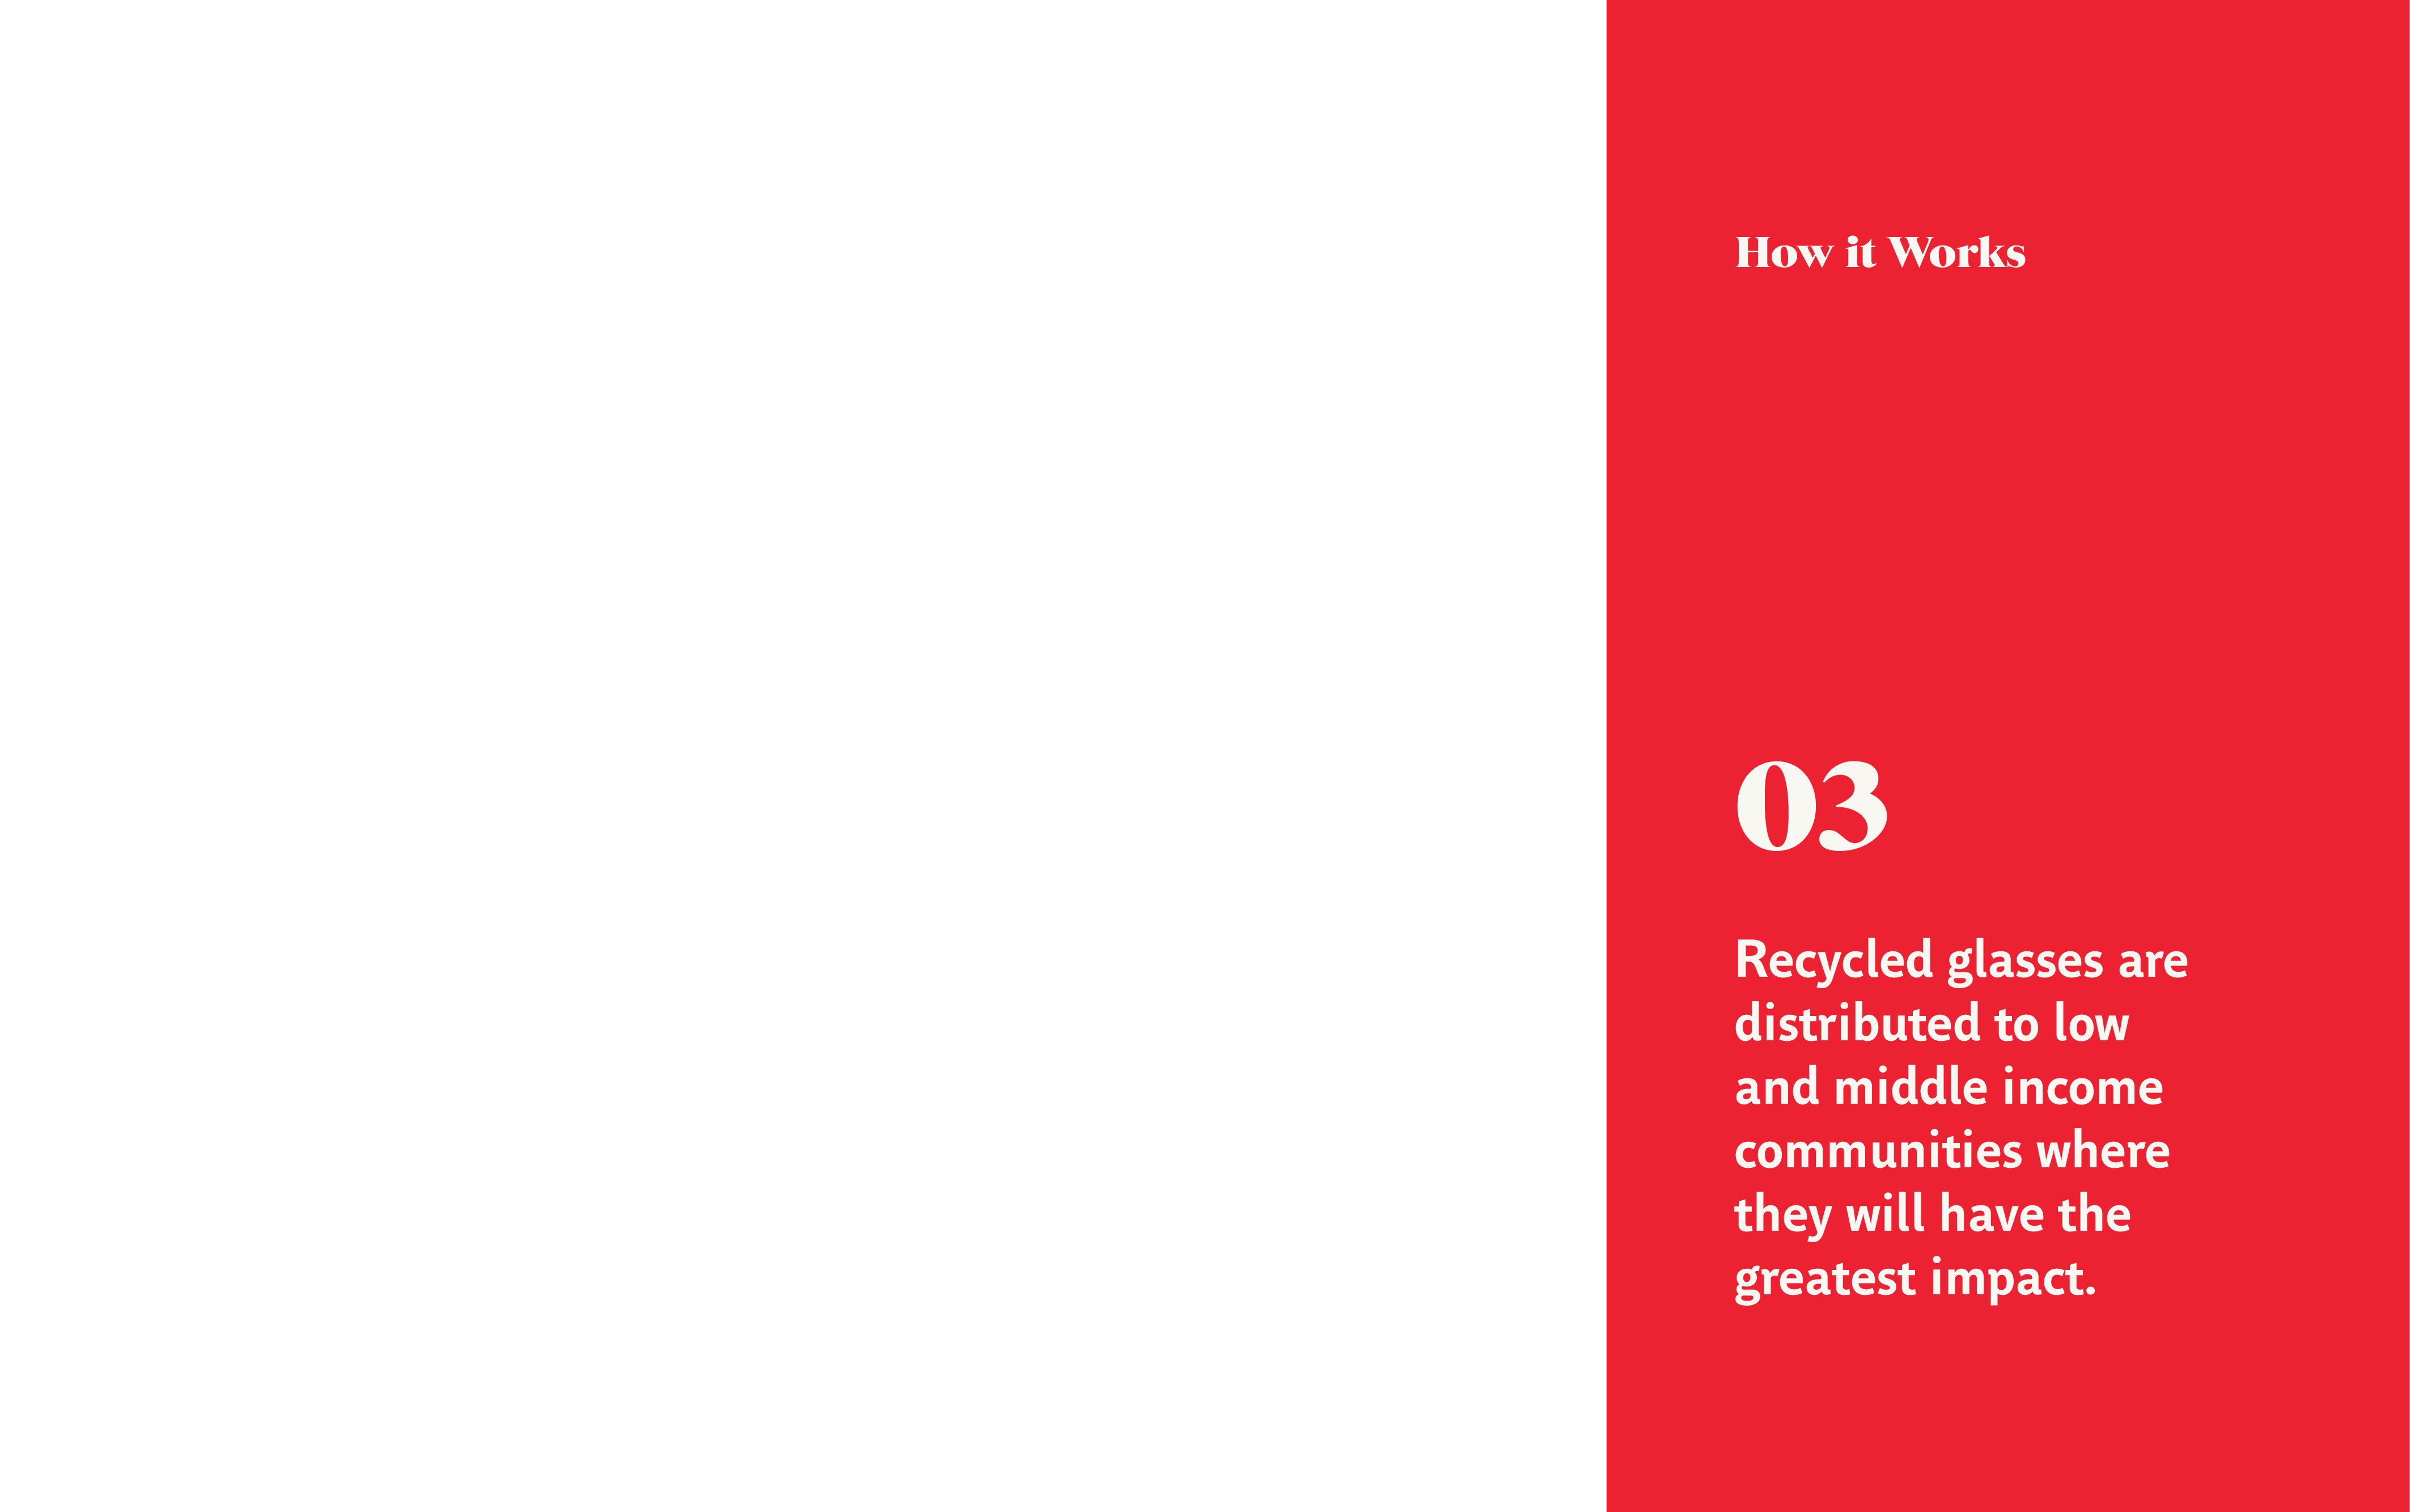 How it Works
03
Recycled glasses are
distributed to low
and middle income
communities where
they will have the
greatest impact.